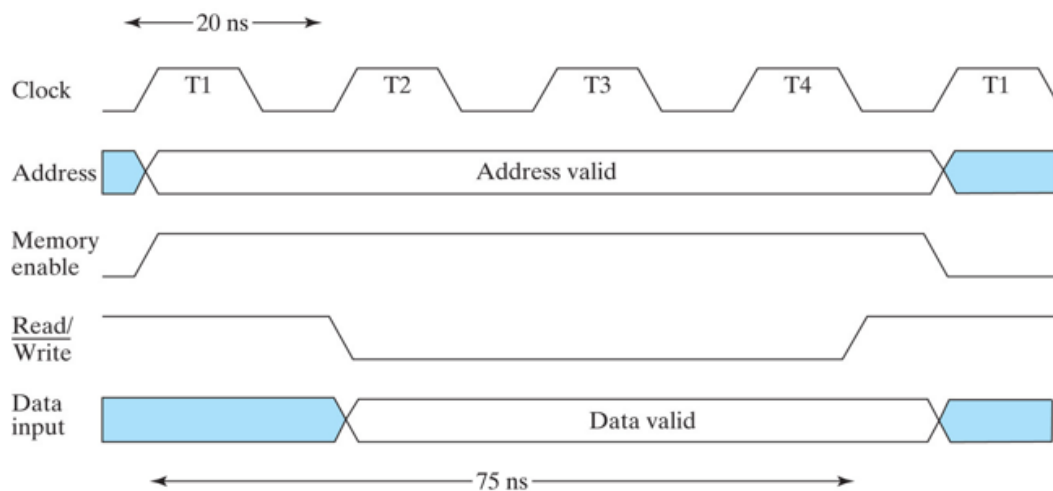 20 ns
Clock
T1 T2 T3 T4 T1
Address
Address valid
Memory
enable
Read/
Write
Data
input
Data valid
75 ns